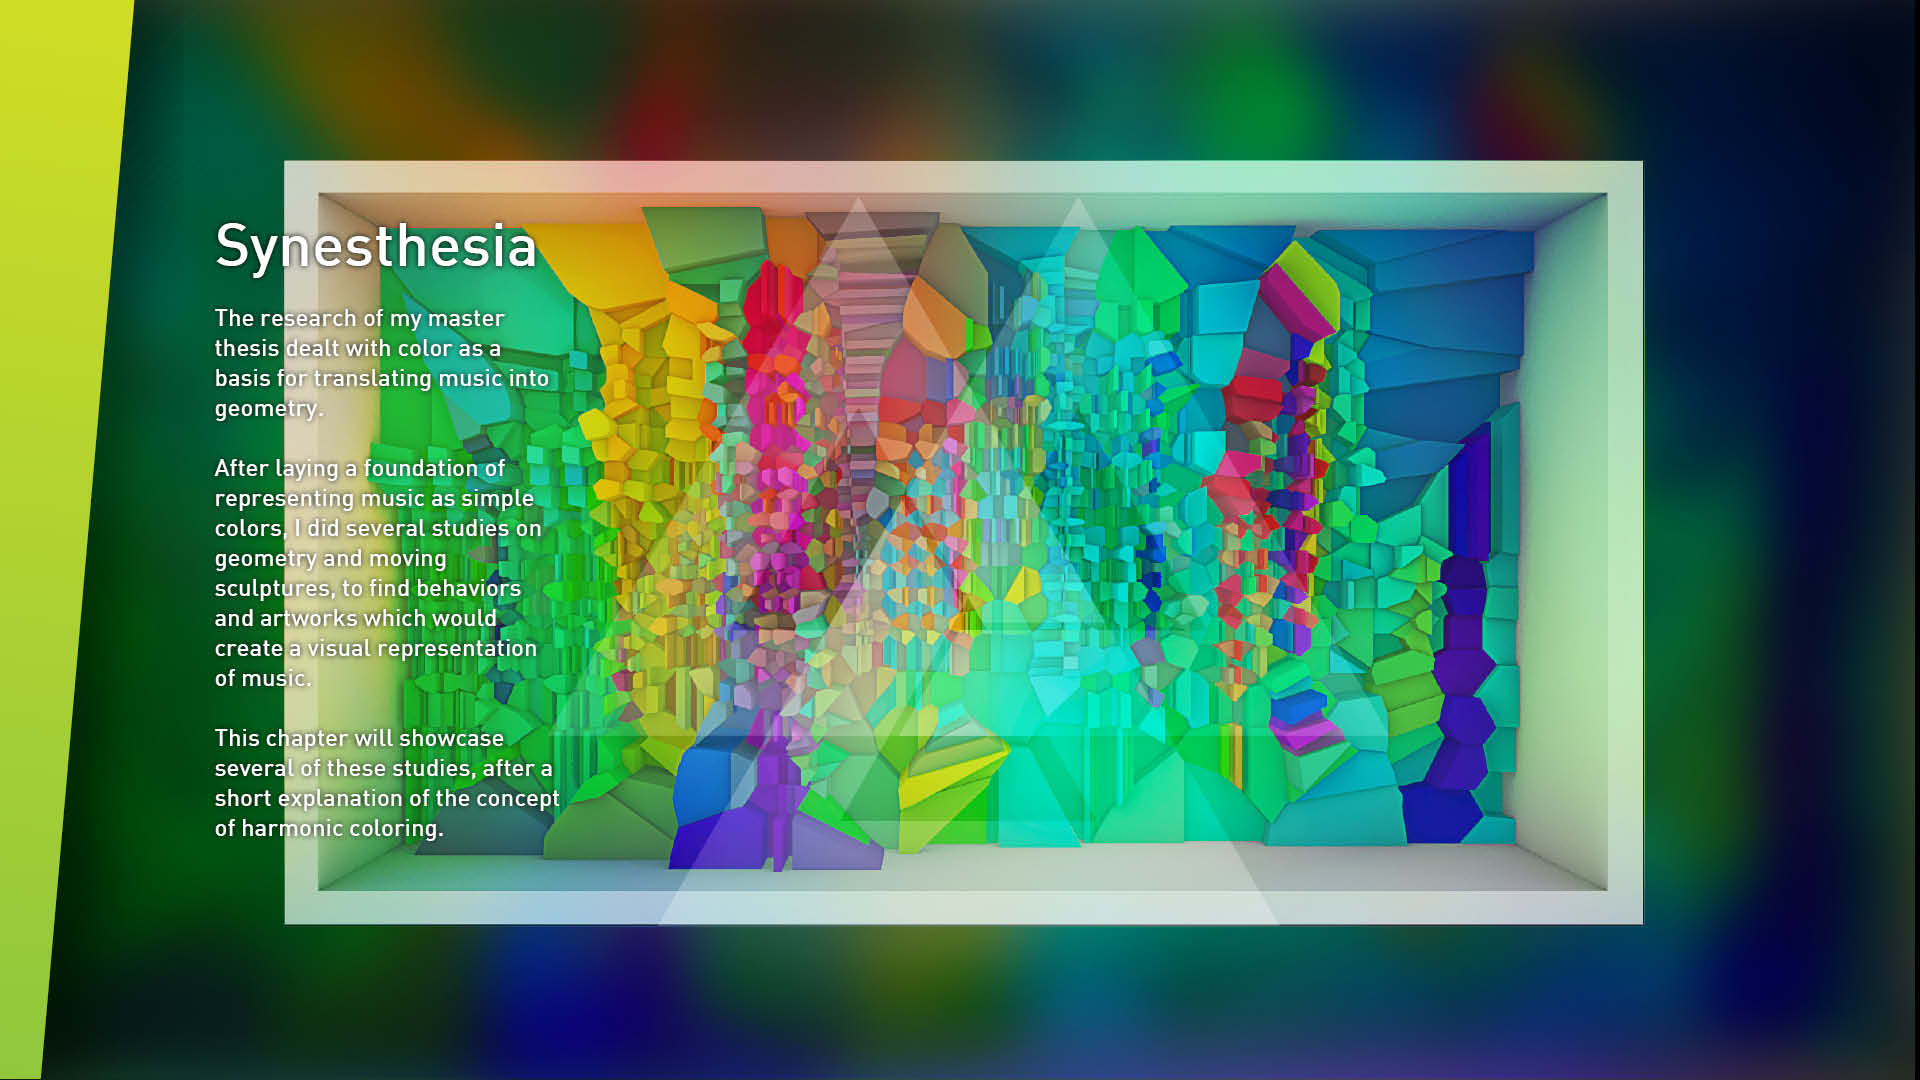 Synesthesia
The research of my master
thesis dealt with color as a
basis for translating music into
geometry.
After laying a foundation of
representing music as simple
colors, I did several studies on
geometry and moving
sculptures, to find behaviors
and artworks which would
create a visual representation
of music.
This chapter will showcase
several of these studies, after a
short explanation of the concept
of harmonic coloring.